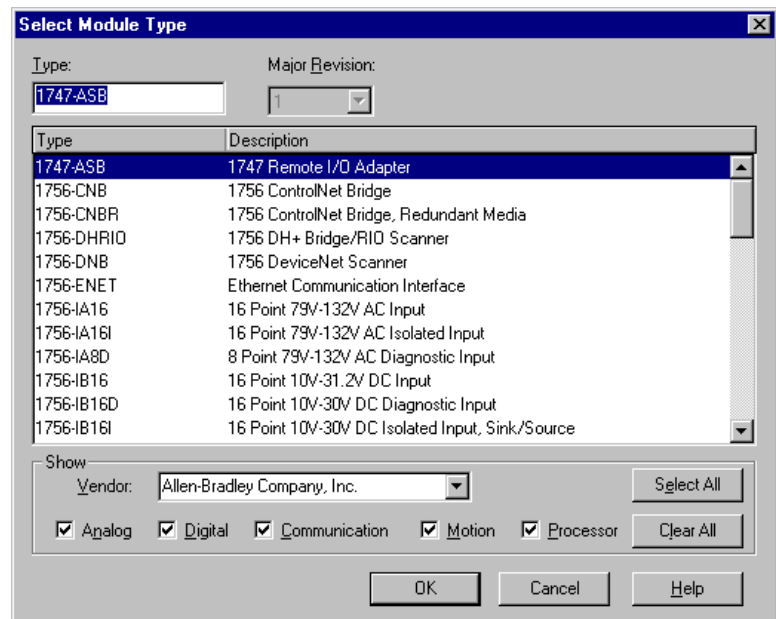 Select Module Type
Type: Major Revision:
1747-ASB 1
Type Description
1747-ASB 1747 Remote I/O Adapter
1756-CNB 1756 ControlNet Bridge
1756-CNBR 1756 ControlNet Bridge, Redundant Media
1756-DHRIO 1756 DH+ Bridge/RIO Scanner
1756-DNB 1756 DeviceNet Scanner
1756-ENET Ethernet Communication Interface
1756-IA16 16 Point 79V-132V AC Input
1756-IA16I 16 Point 79V-132V AC Isolated Input
1756-IA8D 8 Point 79V-132V AC Diagnostic Input
1756-IB16 16 Point 10V-31.2V DC Input
1756-IB16D 16 Point 10V-30V DC Diagnostic Input
1756-IB16I 16 Point 10V-30V DC Isolated Input, Sink/Source
Show
Vendor: Allen-Bradley Company, Inc. Select All
Analog Digital Communication Motion Processor Clear All
OK Cancel Help